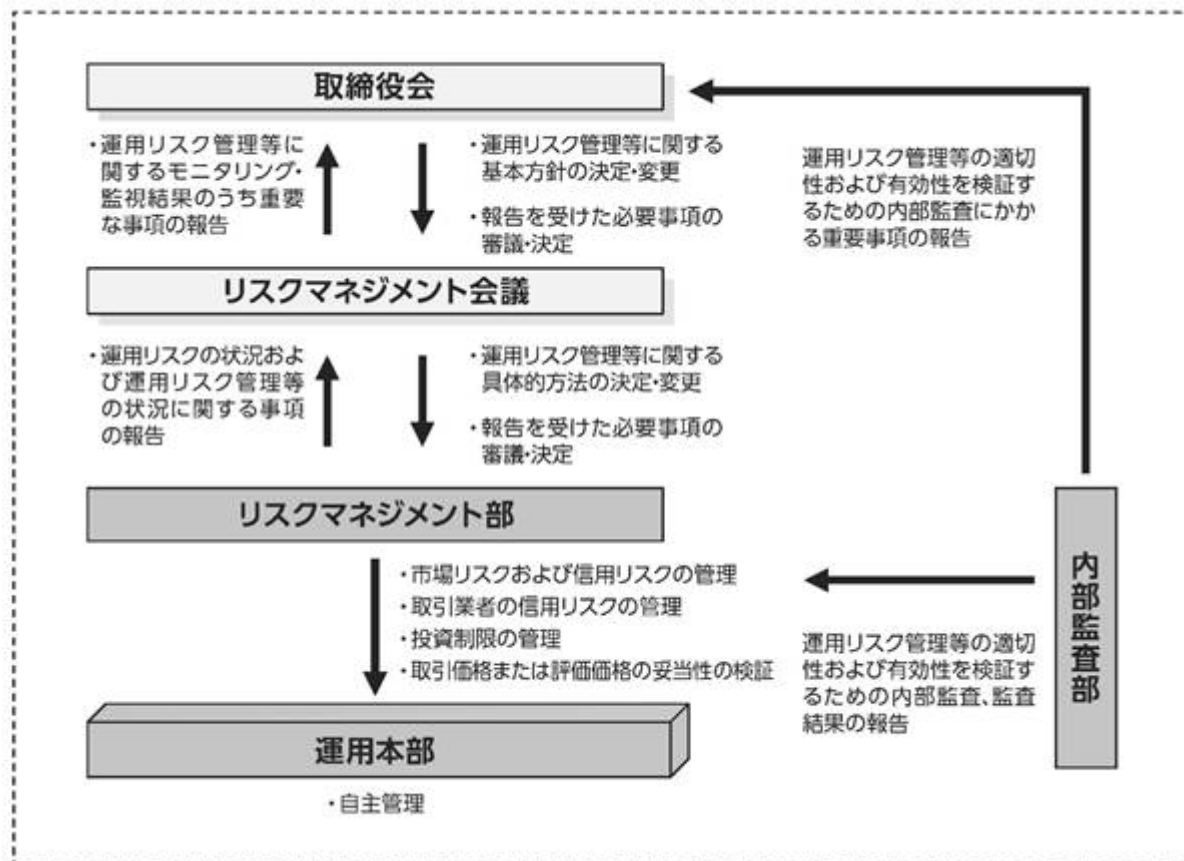 取締役会
・運用リスク管理等に
関するモニタリング・
監視結果のうち重要
な事項の報告
・運用リスク管理等に関する
基本方針の決定・変更
・報告を受けた必要事項の
審議・決定
運用リスク管理等の適切
性および有効性を検証す
るための内部監査にかか
る重要事項の報告
リスクマネジメント会議
・運用リスクの状況およ
び運用リスク管理等
の状況に関する事項
の報告
・運用リスク管理等に関する
具体的方法の決定・変更
・報告を受けた必要事項の
審議・決定
リスクマネジメント部
・市場リスクおよび信用リスクの管理
・取引業者の信用リスクの管理
・投資制限の管理
・取引価格または評価価格の妥当性の検証
運用リスク管理等の適切
性および有効性を検証す
るための内部監査、監査
結果の報告
内部監査部
運用本部
・自主管理